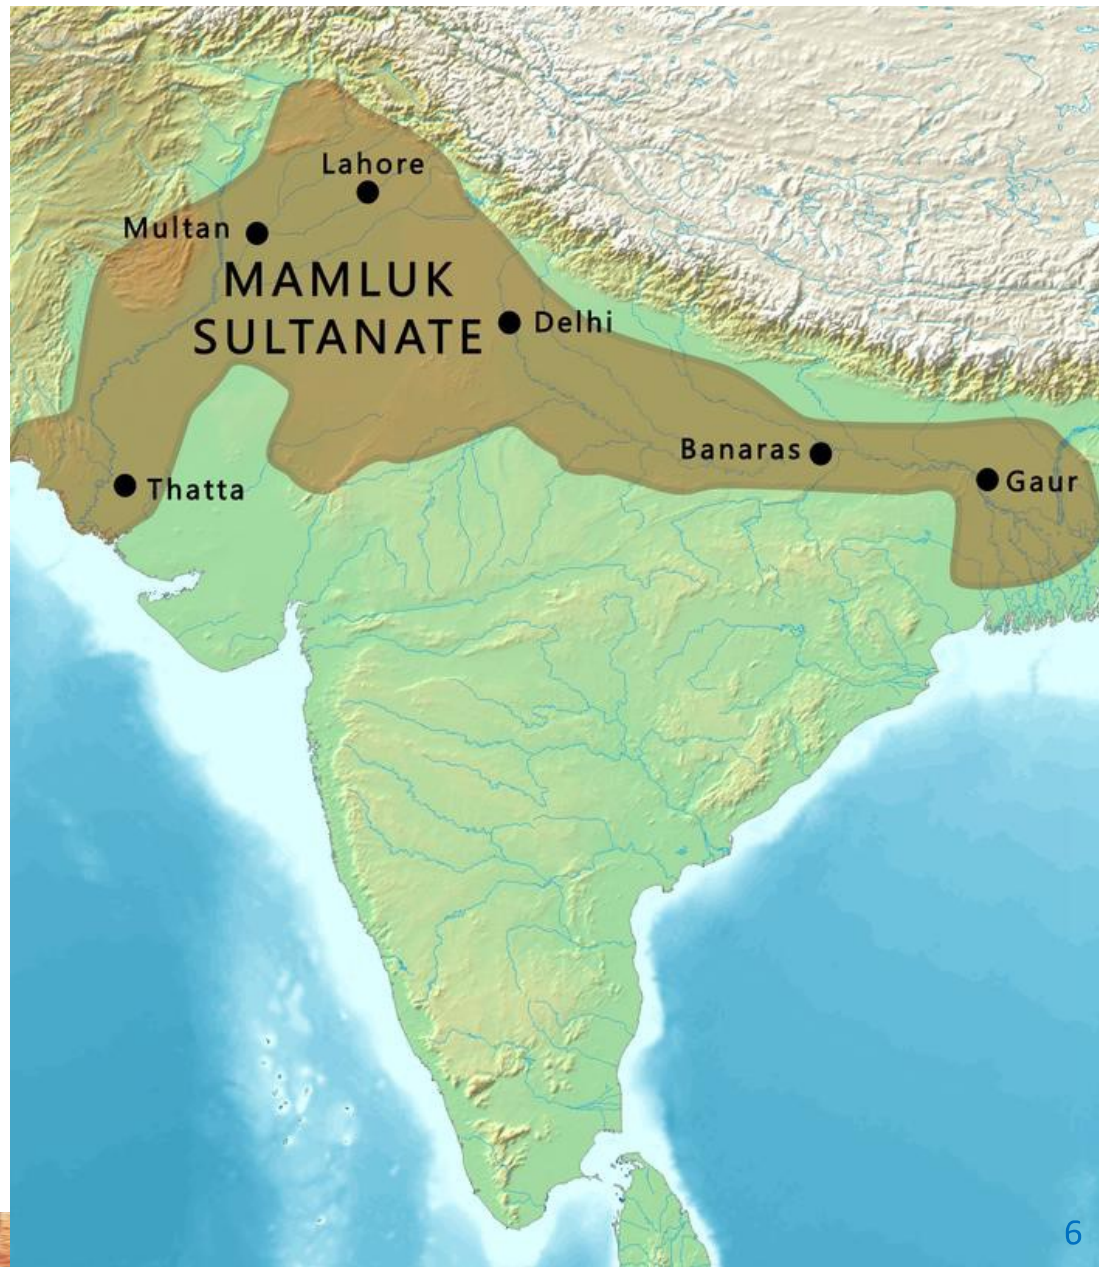 Lahore
Multan
MAMLUK
SULTANATE
Delhi
Banaras
Gaur
Thatta
6